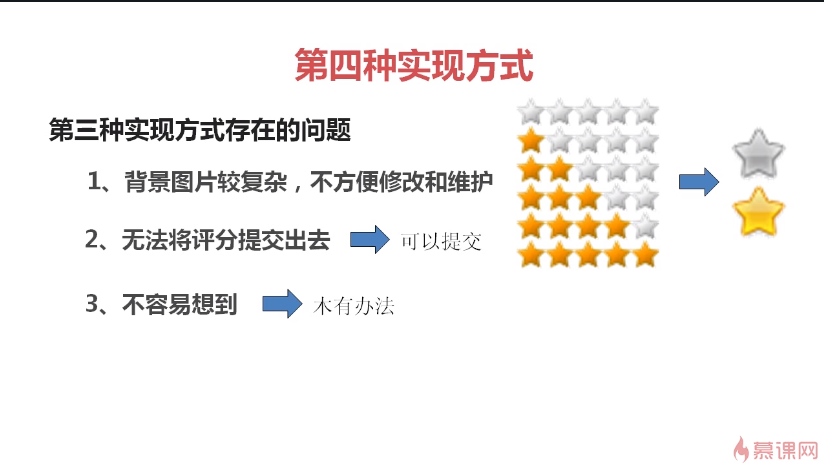 第四种实现方式
第三种实现方式存在的问题
1、背景图片较复杂，不方便修改和维护
2、无法将评分提交出去 可以提交
3、不容易想到 木有办法
慕课网